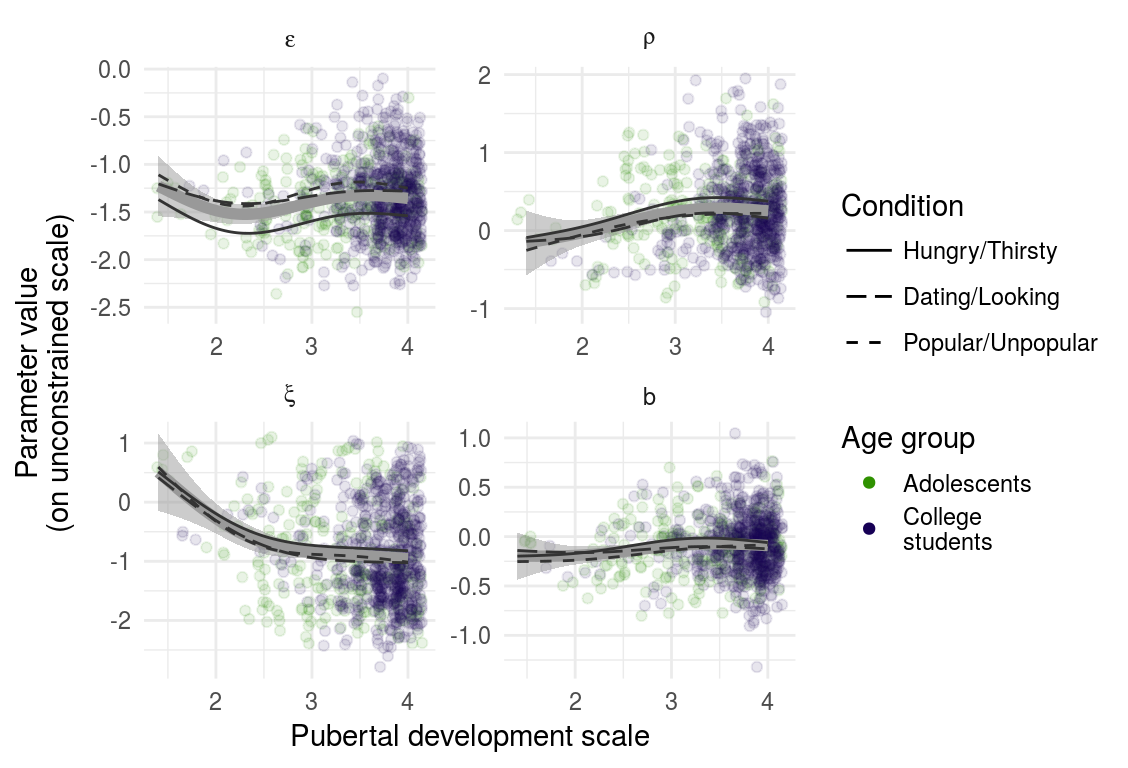 ε
ρ
0.0
-0.5
-1.0
-1.5
-2.0
-2.5
2
1
0
-1
2
3
4
2
3
4
ξ
b
1
0
-1
-2
1.0
0.5
0.0
-0.5
-1.0
2
3
4
2
3
4
Parameter value
(on unconstrained scale)
Pubertal development scale
Condition
Hungry/Thirsty
Dating/Looking
Popular/Unpopular
Age group
Adolescents
College
students